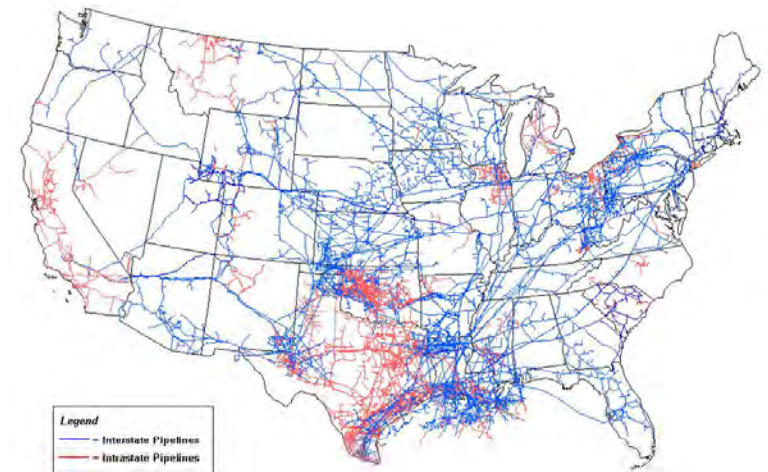 Legend
= Interstate Pipelines
= Intrastate Pipelines